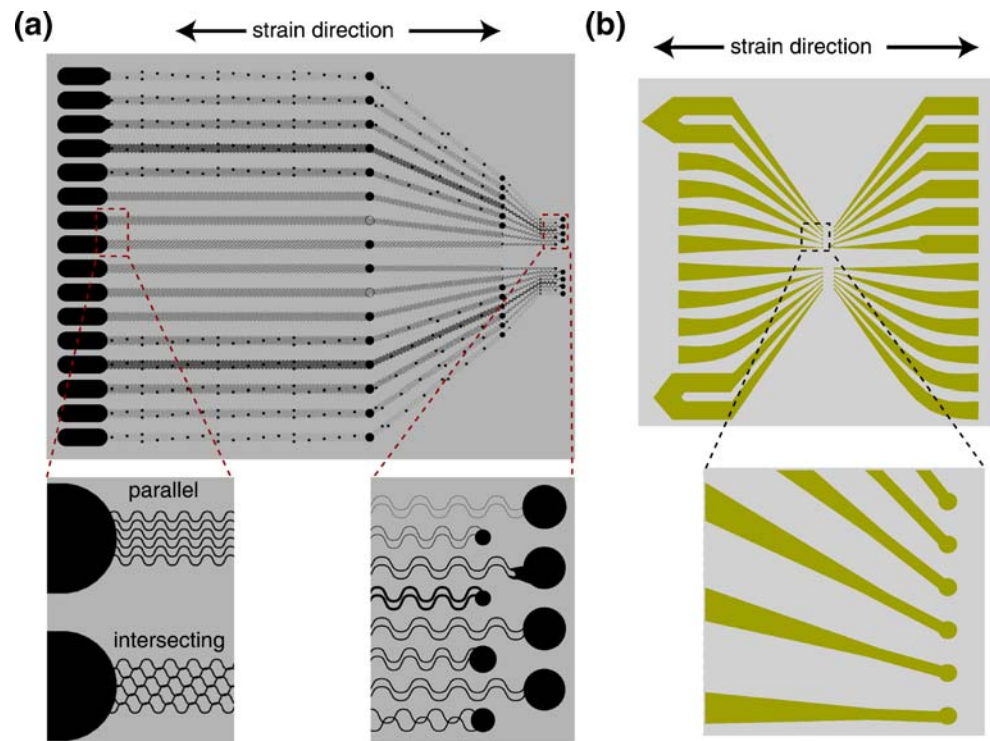 (a)
strain direction
(b)
strain direction
parallel
intersecting